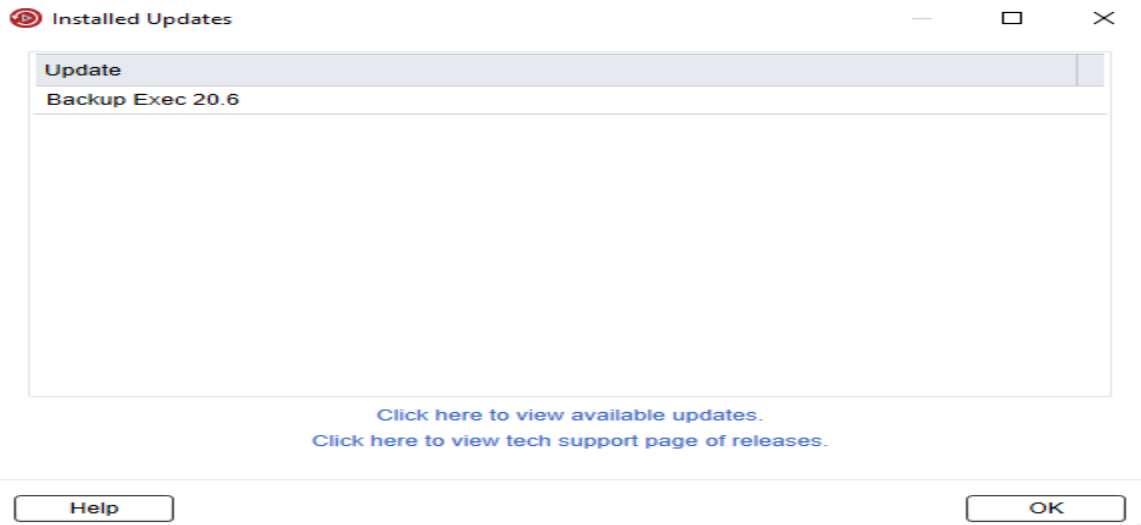 Installed Updates
Update
Backup Exec 20.6
Click here to view available updates.
Click here to view tech support page of releases.
Help
OK